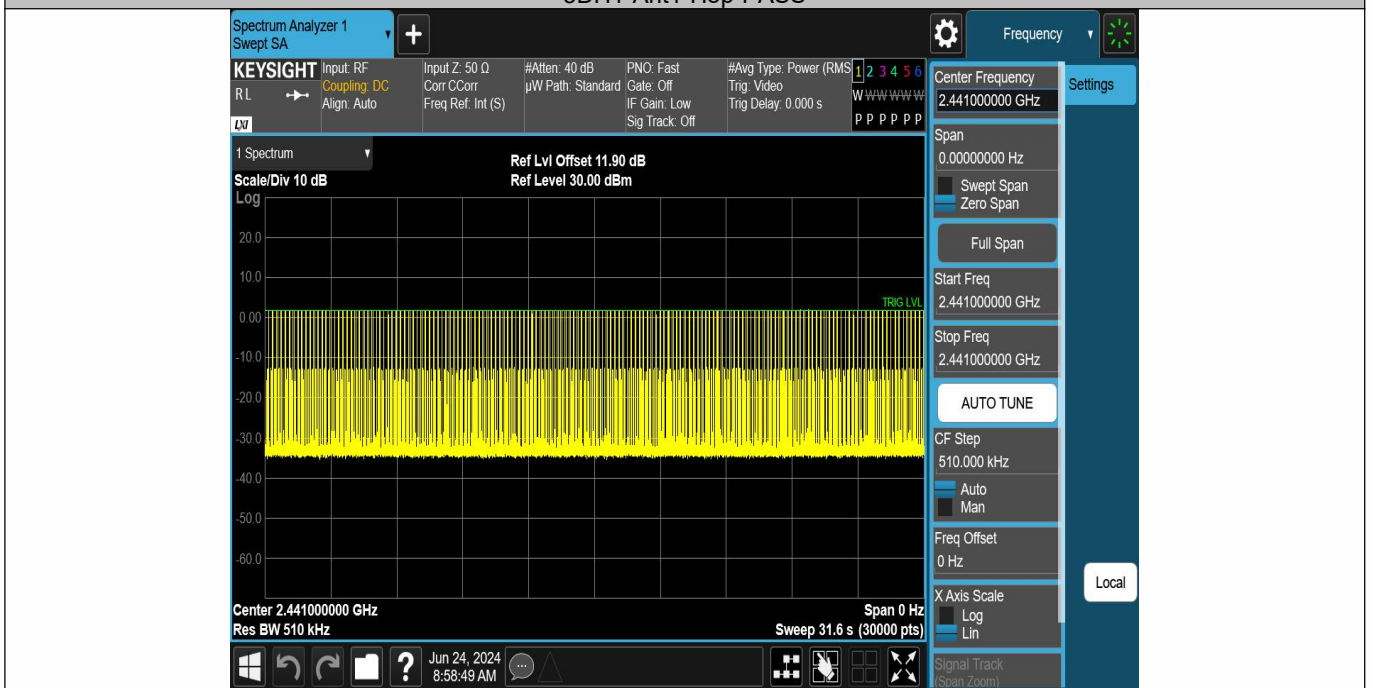 Spectrum Analyzer 1
Swept SA
Frequency
KEYSIGHT
RL
LXI
Input: RF
Coupling: DC
Align: Auto
Input Z: 50 Ω
Corr CCorr
Freq Ref: Int (S)
#Atten: 40 dB
µW Path: Standard
PNO: Fast
Gate: Off
IF Gain: Low
Sig Track: Off
#Avg Type: Power (RMS
Trig: Video
Trig Delay: 0.000 s
1 2 3 4 5 6
W W W W W W
P P P P P P
1 Spectrum
Scale/Div 10 dB
Ref Lvl Offset 11.90 dB
Ref Level 30.00 dBm
Log
20.0
10.0
TRIG LVL
0.00
-10.0
-20.0
-30.0
-40.0
-50.0
-60.0
Center 2.441000000 GHz
Span 0 Hz
Res BW 510 kHz
Sweep 31.6 s (30000 pts)
Center Frequency
2.441000000 GHz
Settings
Span
0.00000000 Hz
Swept Span
Zero Span
Full Span
Start Freq
2.441000000 GHz
Stop Freq
2.441000000 GHz
AUTO TUNE
CF Step
510.000 kHz
Auto
Man
Freq Offset
0 Hz
X Axis Scale
Log
Lin
Signal Track
(Span Zoom)
Local
?
Jun 24, 2024
8:58:49 AM